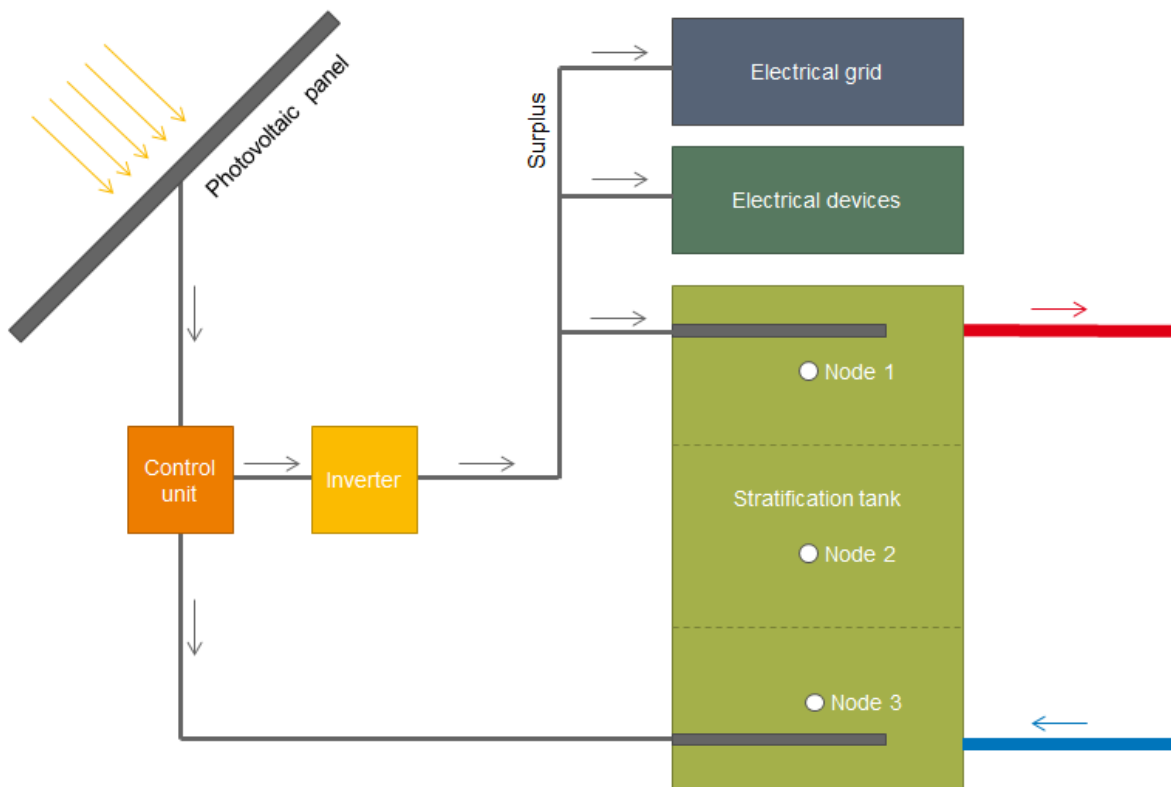 Photovoltaic panel
Surplus
Electrical grid
Electrical devices
Node 1
Control
unit
Inverter
Stratification tank
Node 2
Node 3